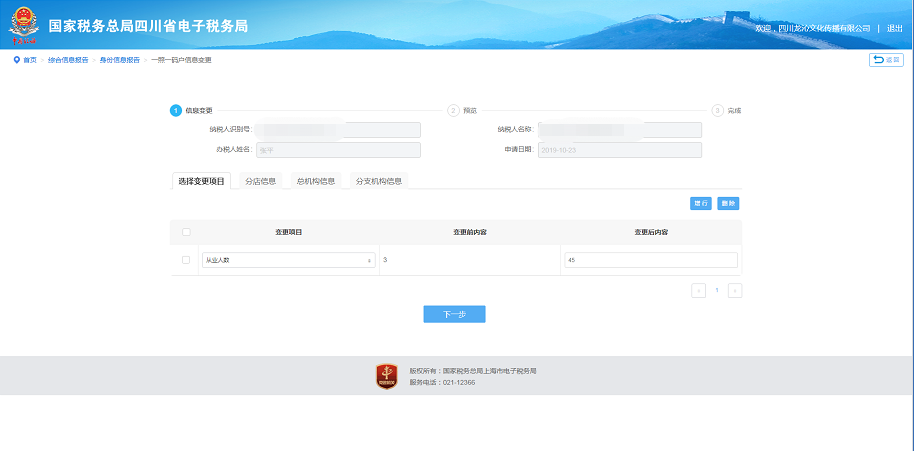 国家税务总局四川省电子税务局
欢迎，四川龙沁文化传播有限公司 | 退出
首页 > 综合信息报告 > 身份信息报告 > 一照一码户信息变更
返回
1 信息变更 2 预览 3 完成
纳税人识别号： 纳税人名称：
办税人姓名： 张平 申请日期： 2019-10-23
选择变更项目 分店信息 总机构信息 分支机构信息
增行 删除
变更项目 变更前内容 变更后内容
从业人数 3 45
< 1 >
下一步
版权所有：国家税务总局上海市电子税务局
服务电话：021-12366